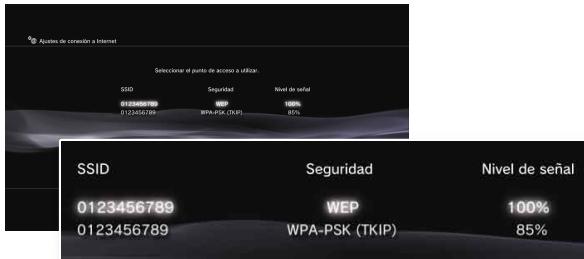 Ajustes de conexión a Internet
Seleccionar el punto de acceso a utilizar.
SSID Seguridad Nivel de señal
0123456789 WEP 100%
0123456789 WPA-PSK (TKIP) 85%
SSID Seguridad Nivel de señal
0123456789 WEP 100%
0123456789 WPA-PSK (TKIP) 85%